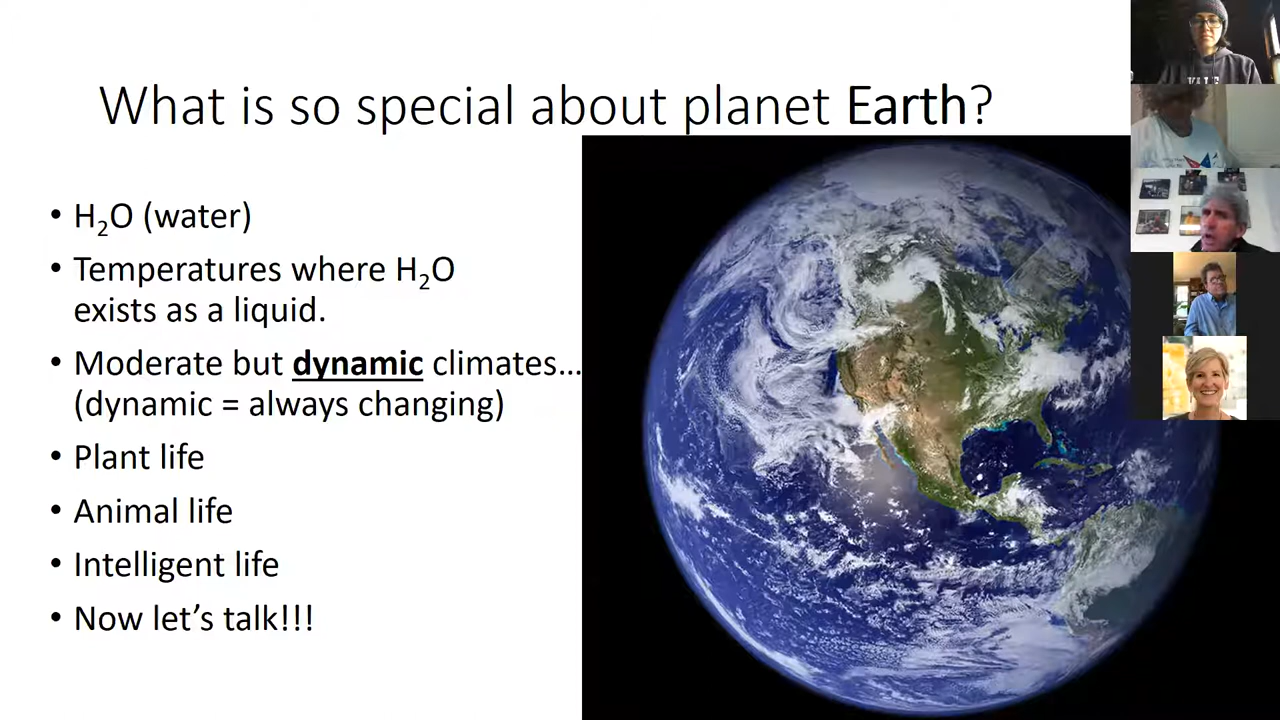 What is so special about planet Earth?
• H₂O (water)
• Temperatures where H₂O
exists as a liquid.
• Moderate but dynamic climates...
(dynamic = always changing)
• Plant life
• Animal life
• Intelligent life
• Now let's talk!!!